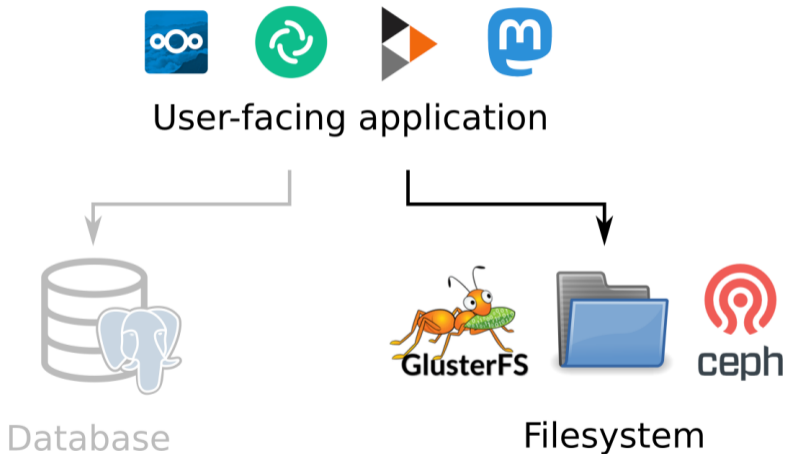 m
User-facing application
GlusterFS
ceph
Database
Filesystem